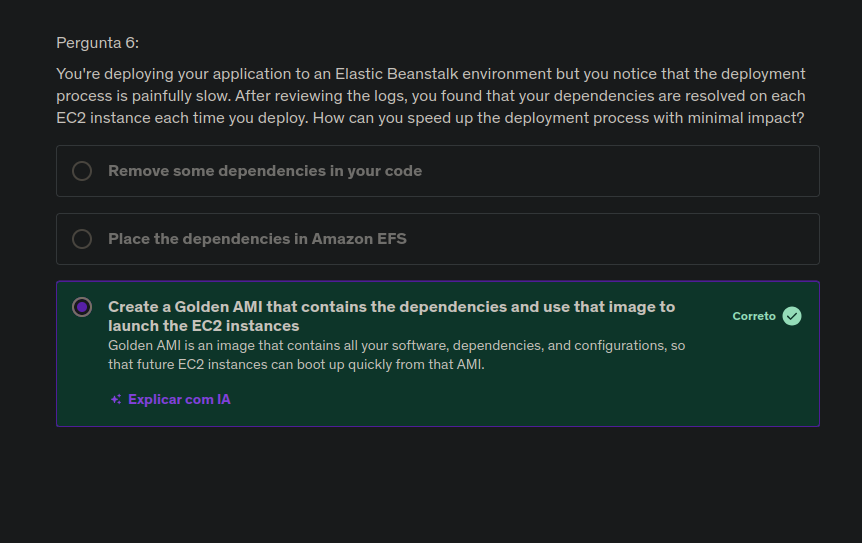 Pergunta 6:
You're deploying your application to an Elastic Beanstalk environment but you notice that the deployment
process is painfully slow. After reviewing the logs, you found that your dependencies are resolved on each
EC2 instance each time you deploy. How can you speed up the deployment process with minimal impact?
Remove some dependencies in your code
Place the dependencies in Amazon EFS
Create a Golden AMI that contains the dependencies and use that image to
launch the EC2 instances
Correto
Golden AMI is an image that contains all your software, dependencies, and configurations, so
that future EC2 instances can boot up quickly from that AMI.
Explicar com IA